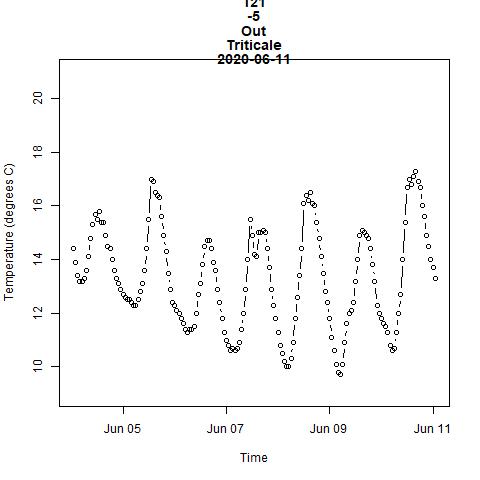 121
-5
Out
Triticale
2020-06-11
Temperature (degrees C)
20
18
16
14
12
10
Jun 05
Jun 07
Jun 09
Jun 11
Time